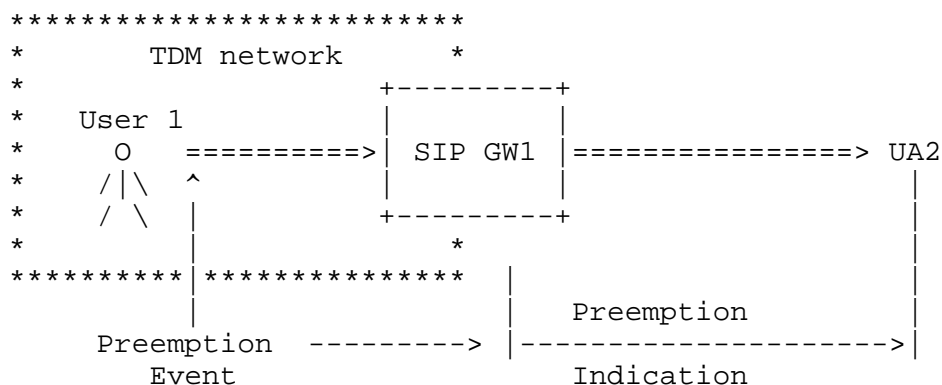 TDM network
User 1
O SIP GW1 UA2
Preemption
Preemption
Event Indication